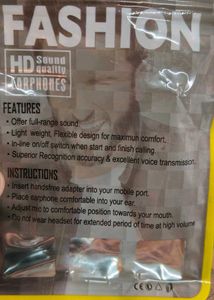 FASHION
HD Sound quality
EARPHONES
FEATURES
• Offer full-range sound.
• Light weight, Flexible design for maximum comfort.
• in-line on/off switch when start and finish calling.
• Superior Recognition accuracy & excellent voice transmission.
INSTRUCTIONS
• Insert handsfree adapter into your mobile port.
• Place earphone comfortable into your ear.
• Adjust mic to comfortable position towards your mouth.
• Do not wear headset for extended period of time at high volume
CE